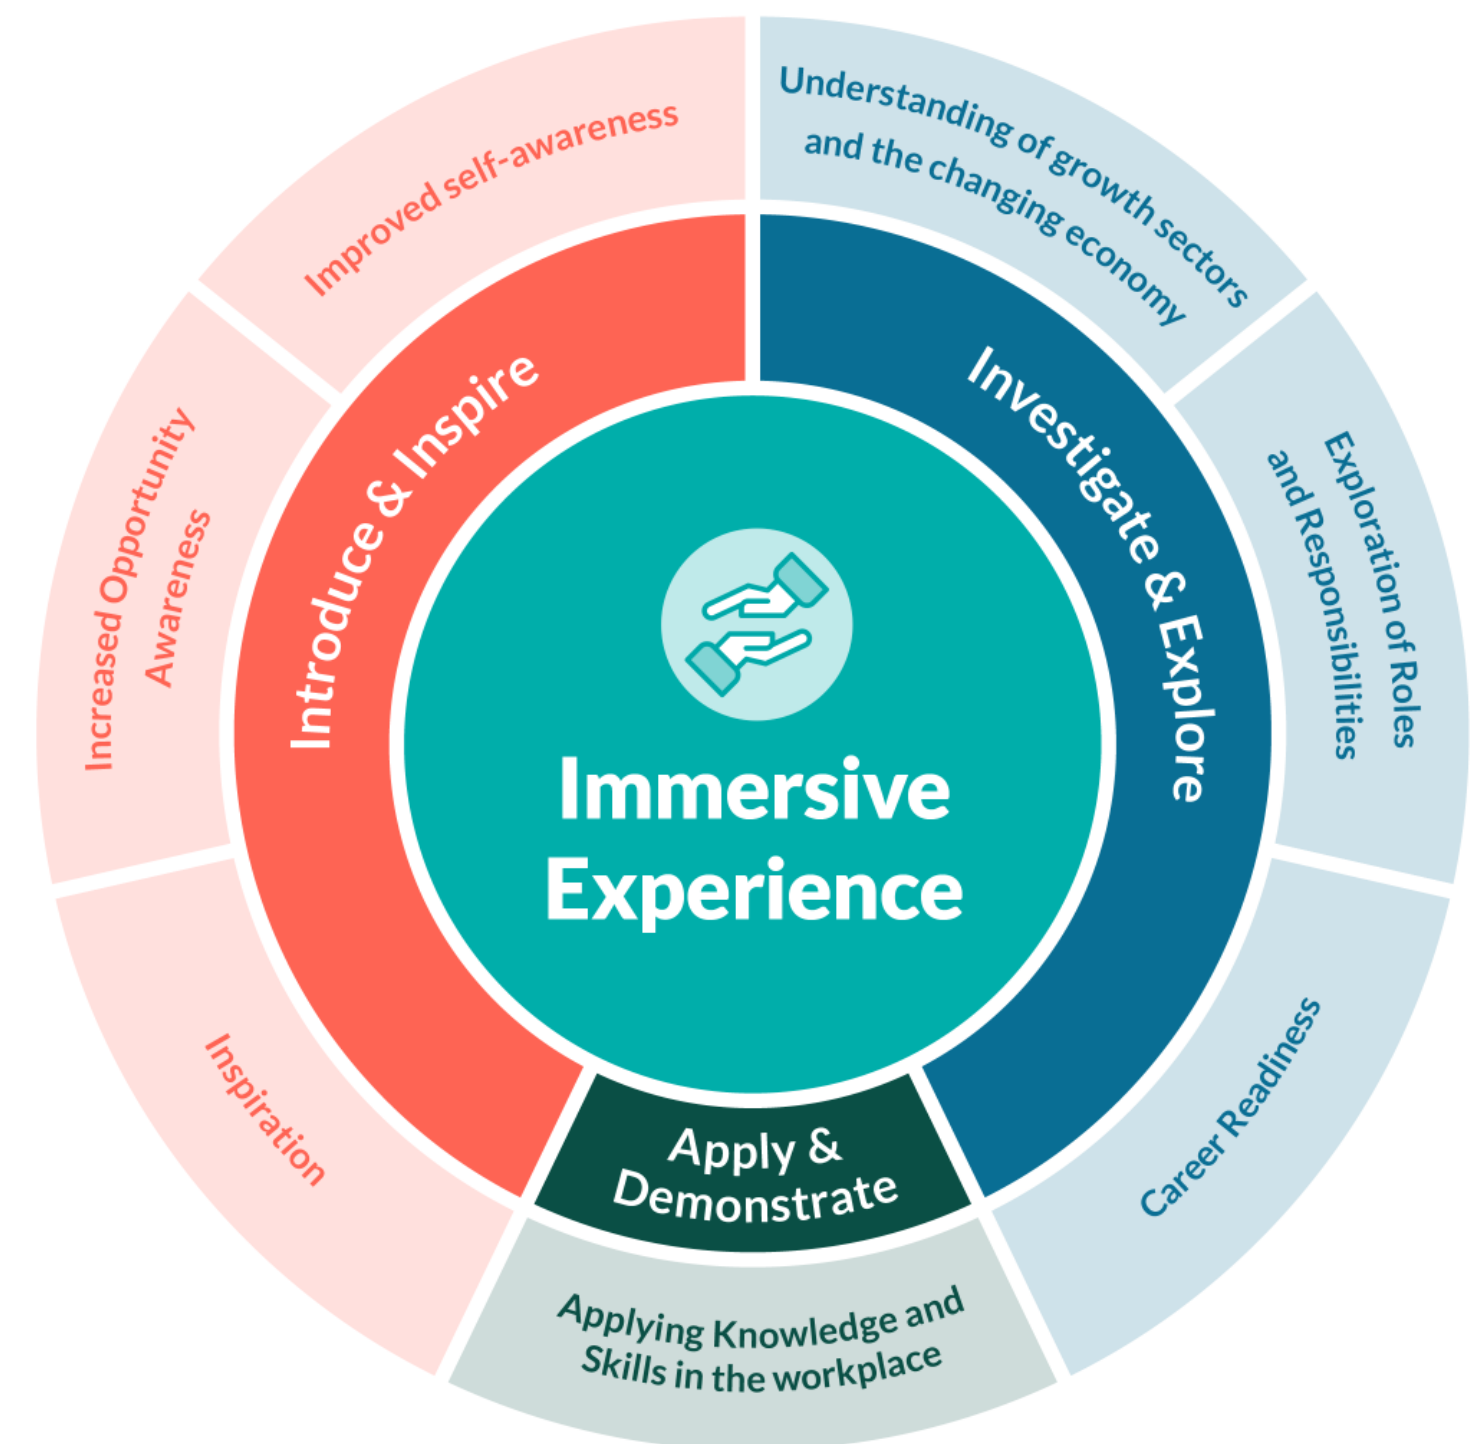 Immersive
Experience
Introduce & Inspire
Improved self-awareness
Increased Opportunity
Awareness
Inspiration
Investigate & Explore
Understanding of growth sectors
and the changing economy
Exploration of Roles
and Responsibilities
Career Readiness
Apply &
Demonstrate
Applying Knowledge and
Skills in the workplace